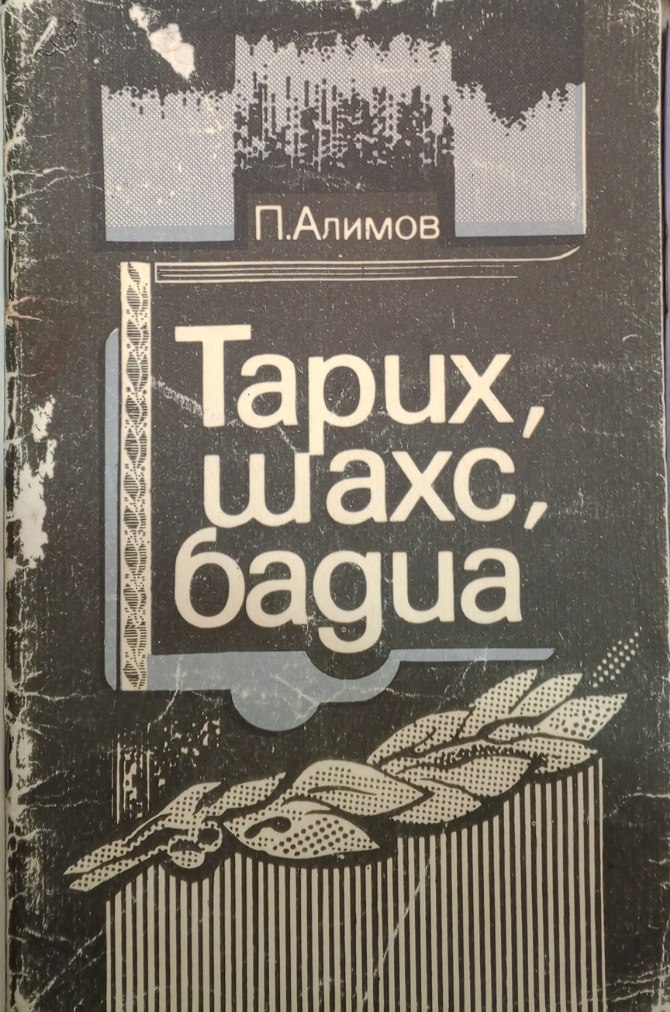 П.Алимов
Тарих,
шахс,
бадиа